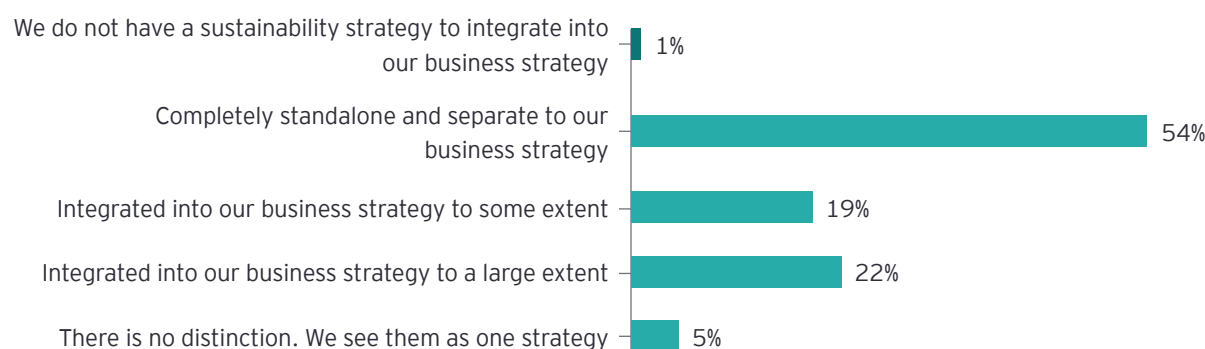 We do not have a sustainability strategy to integrate into
our business strategy
1%
Completely standalone and separate to our
business strategy
54%
Integrated into our business strategy to some extent
19%
Integrated into our business strategy to a large extent
22%
There is no distinction. We see them as one strategy
5%